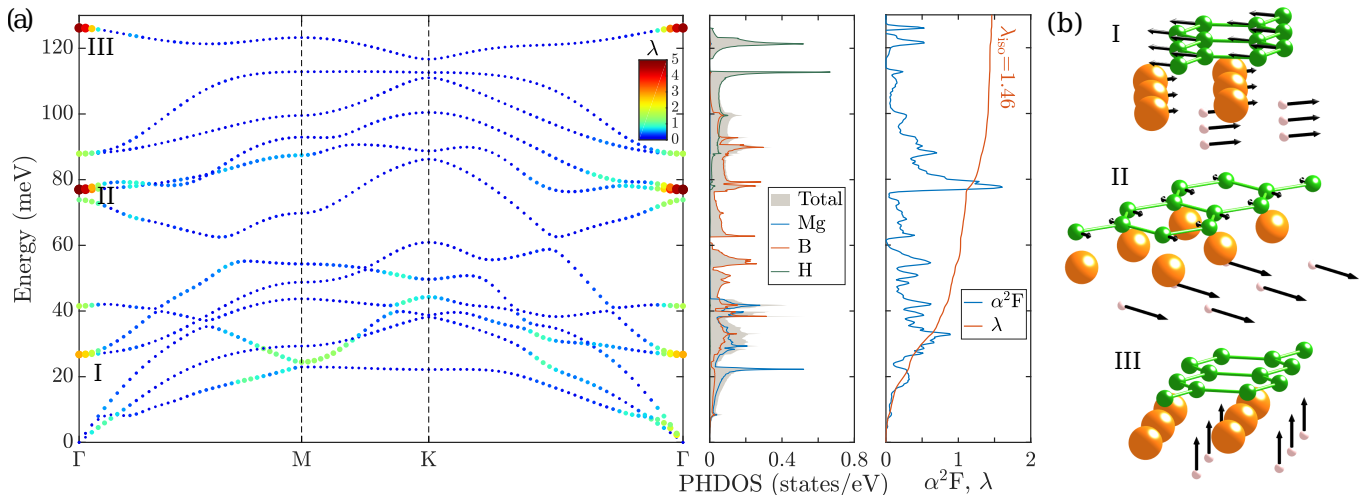 (a)
Energy (meV)
120
100
80
60
40
20
0
III
II
I
λ
5
4
3
2
1
0
Γ
M
K
Γ
Total
Mg
B
H
0
0.4
0.8
PHDOS (states/eV)
λiso=1.46
α²F
λ
0
1
2
α²F, λ
(b)
I
II
III